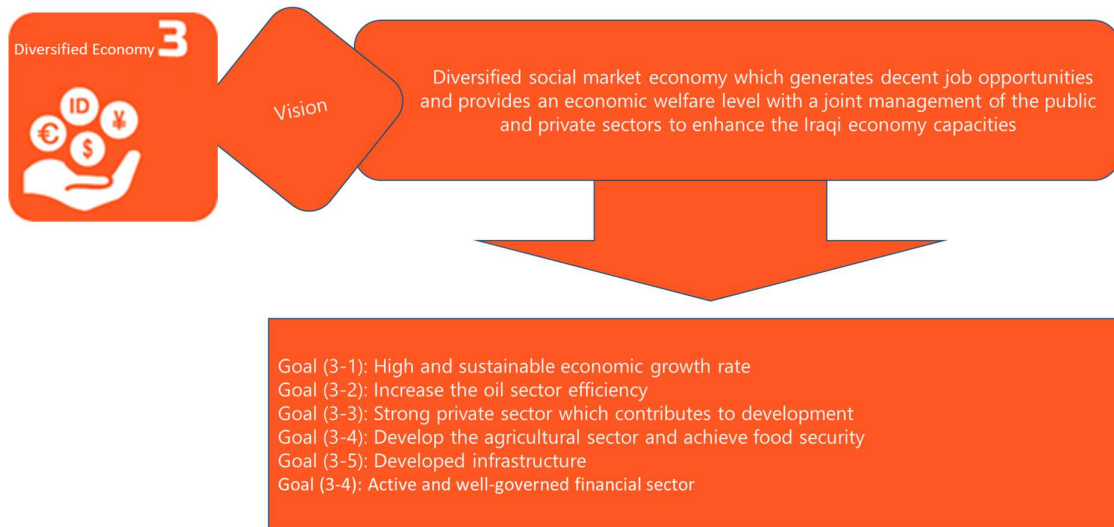 Diversified Economy 3
ID
€
¥
$
Vision
Diversified social market economy which generates decent job opportunities
and provides an economic welfare level with a joint management of the public
and private sectors to enhance the Iraqi economy capacities
Goal (3-1): High and sustainable economic growth rate
Goal (3-2): Increase the oil sector efficiency
Goal (3-3): Strong private sector which contributes to development
Goal (3-4): Develop the agricultural sector and achieve food security
Goal (3-5): Developed infrastructure
Goal (3-4): Active and well-governed financial sector